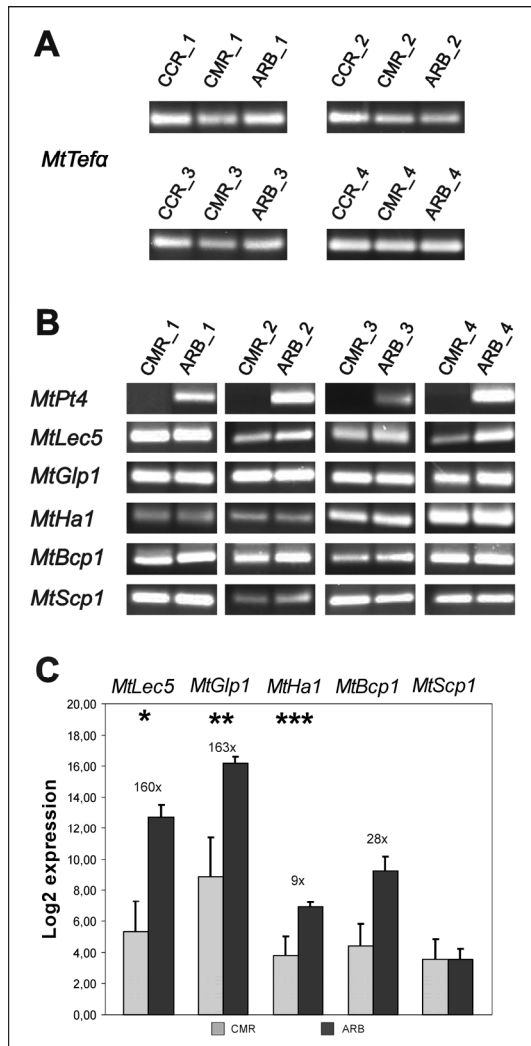 A
CCR_1 CMR_1 ARB_1 CCR_2 CMR_2 ARB_2
MtTefα
CCR_3 CMR_3 ARB_3 CCR_4 CMR_4 ARB_4
B
CMR_1 ARB_1 CMR_2 ARB_2 CMR_3 ARB_3 CMR_4 ARB_4
MtPt4
MtLec5
MtGlp1
MtHa1
MtBcp1
MtScp1
C
MtLec5 MtGlp1 MtHa1 MtBcp1 MtScp1
Log2 expression
20,00
18,00
16,00
14,00
12,00
10,00
8,00
6,00
4,00
2,00
0,00
* ** ***
160x 163x 9x 28x
CMR ARB